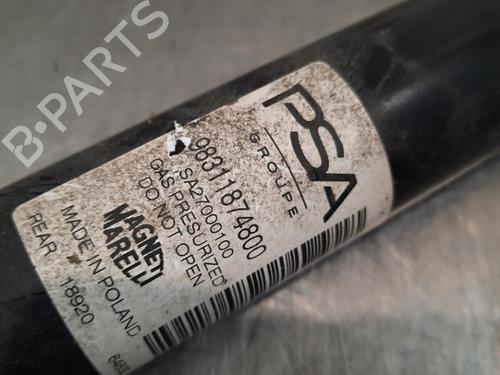 B-PARTS
PSA
GROUPE
9831187480
SA27000100
GAS PRESURIZED
DO NOT OPEN
MAGNETI
MARELLI
MADE IN POLAND
REAR 18920